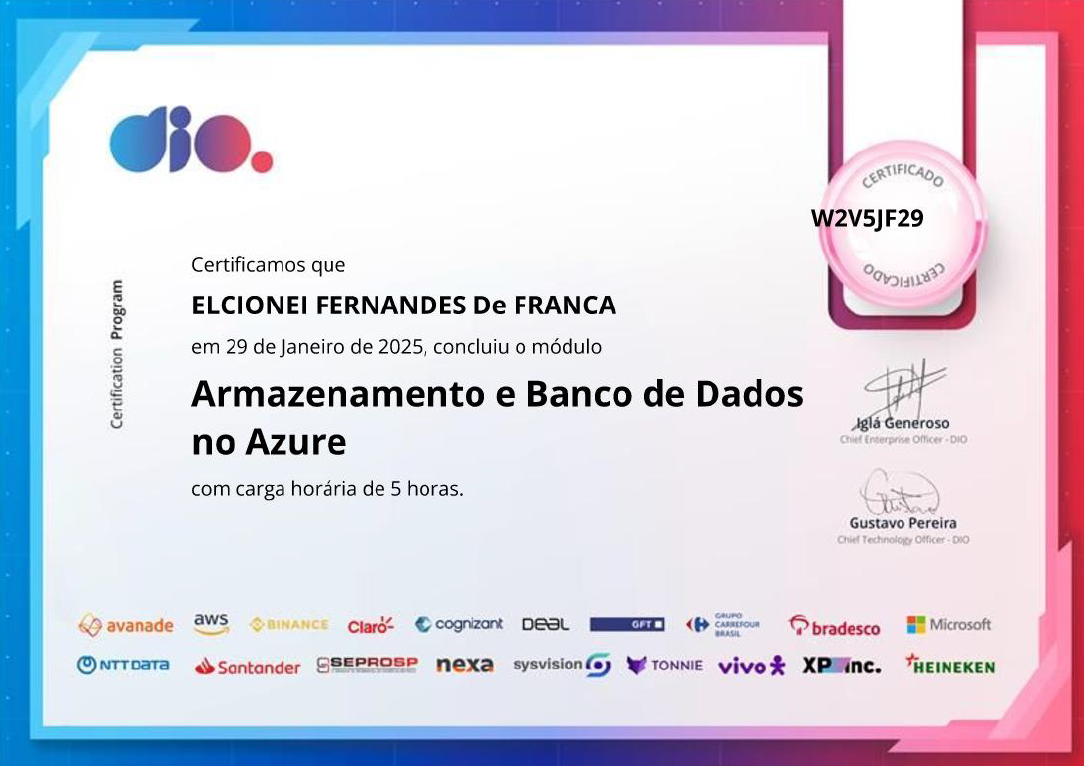 dio.
CERTIFICADO
W2V5JF29
CERTIFICADO
Certificamos que
ELCIONEI FERNANDES De FRANCA
em 29 de Janeiro de 2025, concluiu o módulo
Armazenamento e Banco de Dados
no Azure
com carga horária de 5 horas.
Certification Program
Iglá Generoso
Chief Enterprise Officer - DIO
Gustavo Pereira
Chief Technology Officer - DIO
avanade aws BINANCE Claro cognizant DEAL GFT GRUPO CARREFOUR BRASIL bradesco Microsoft
NTT DATA Santander SEPROSP nexa sysvision TONNIE vivo XP inc. HEINEKEN